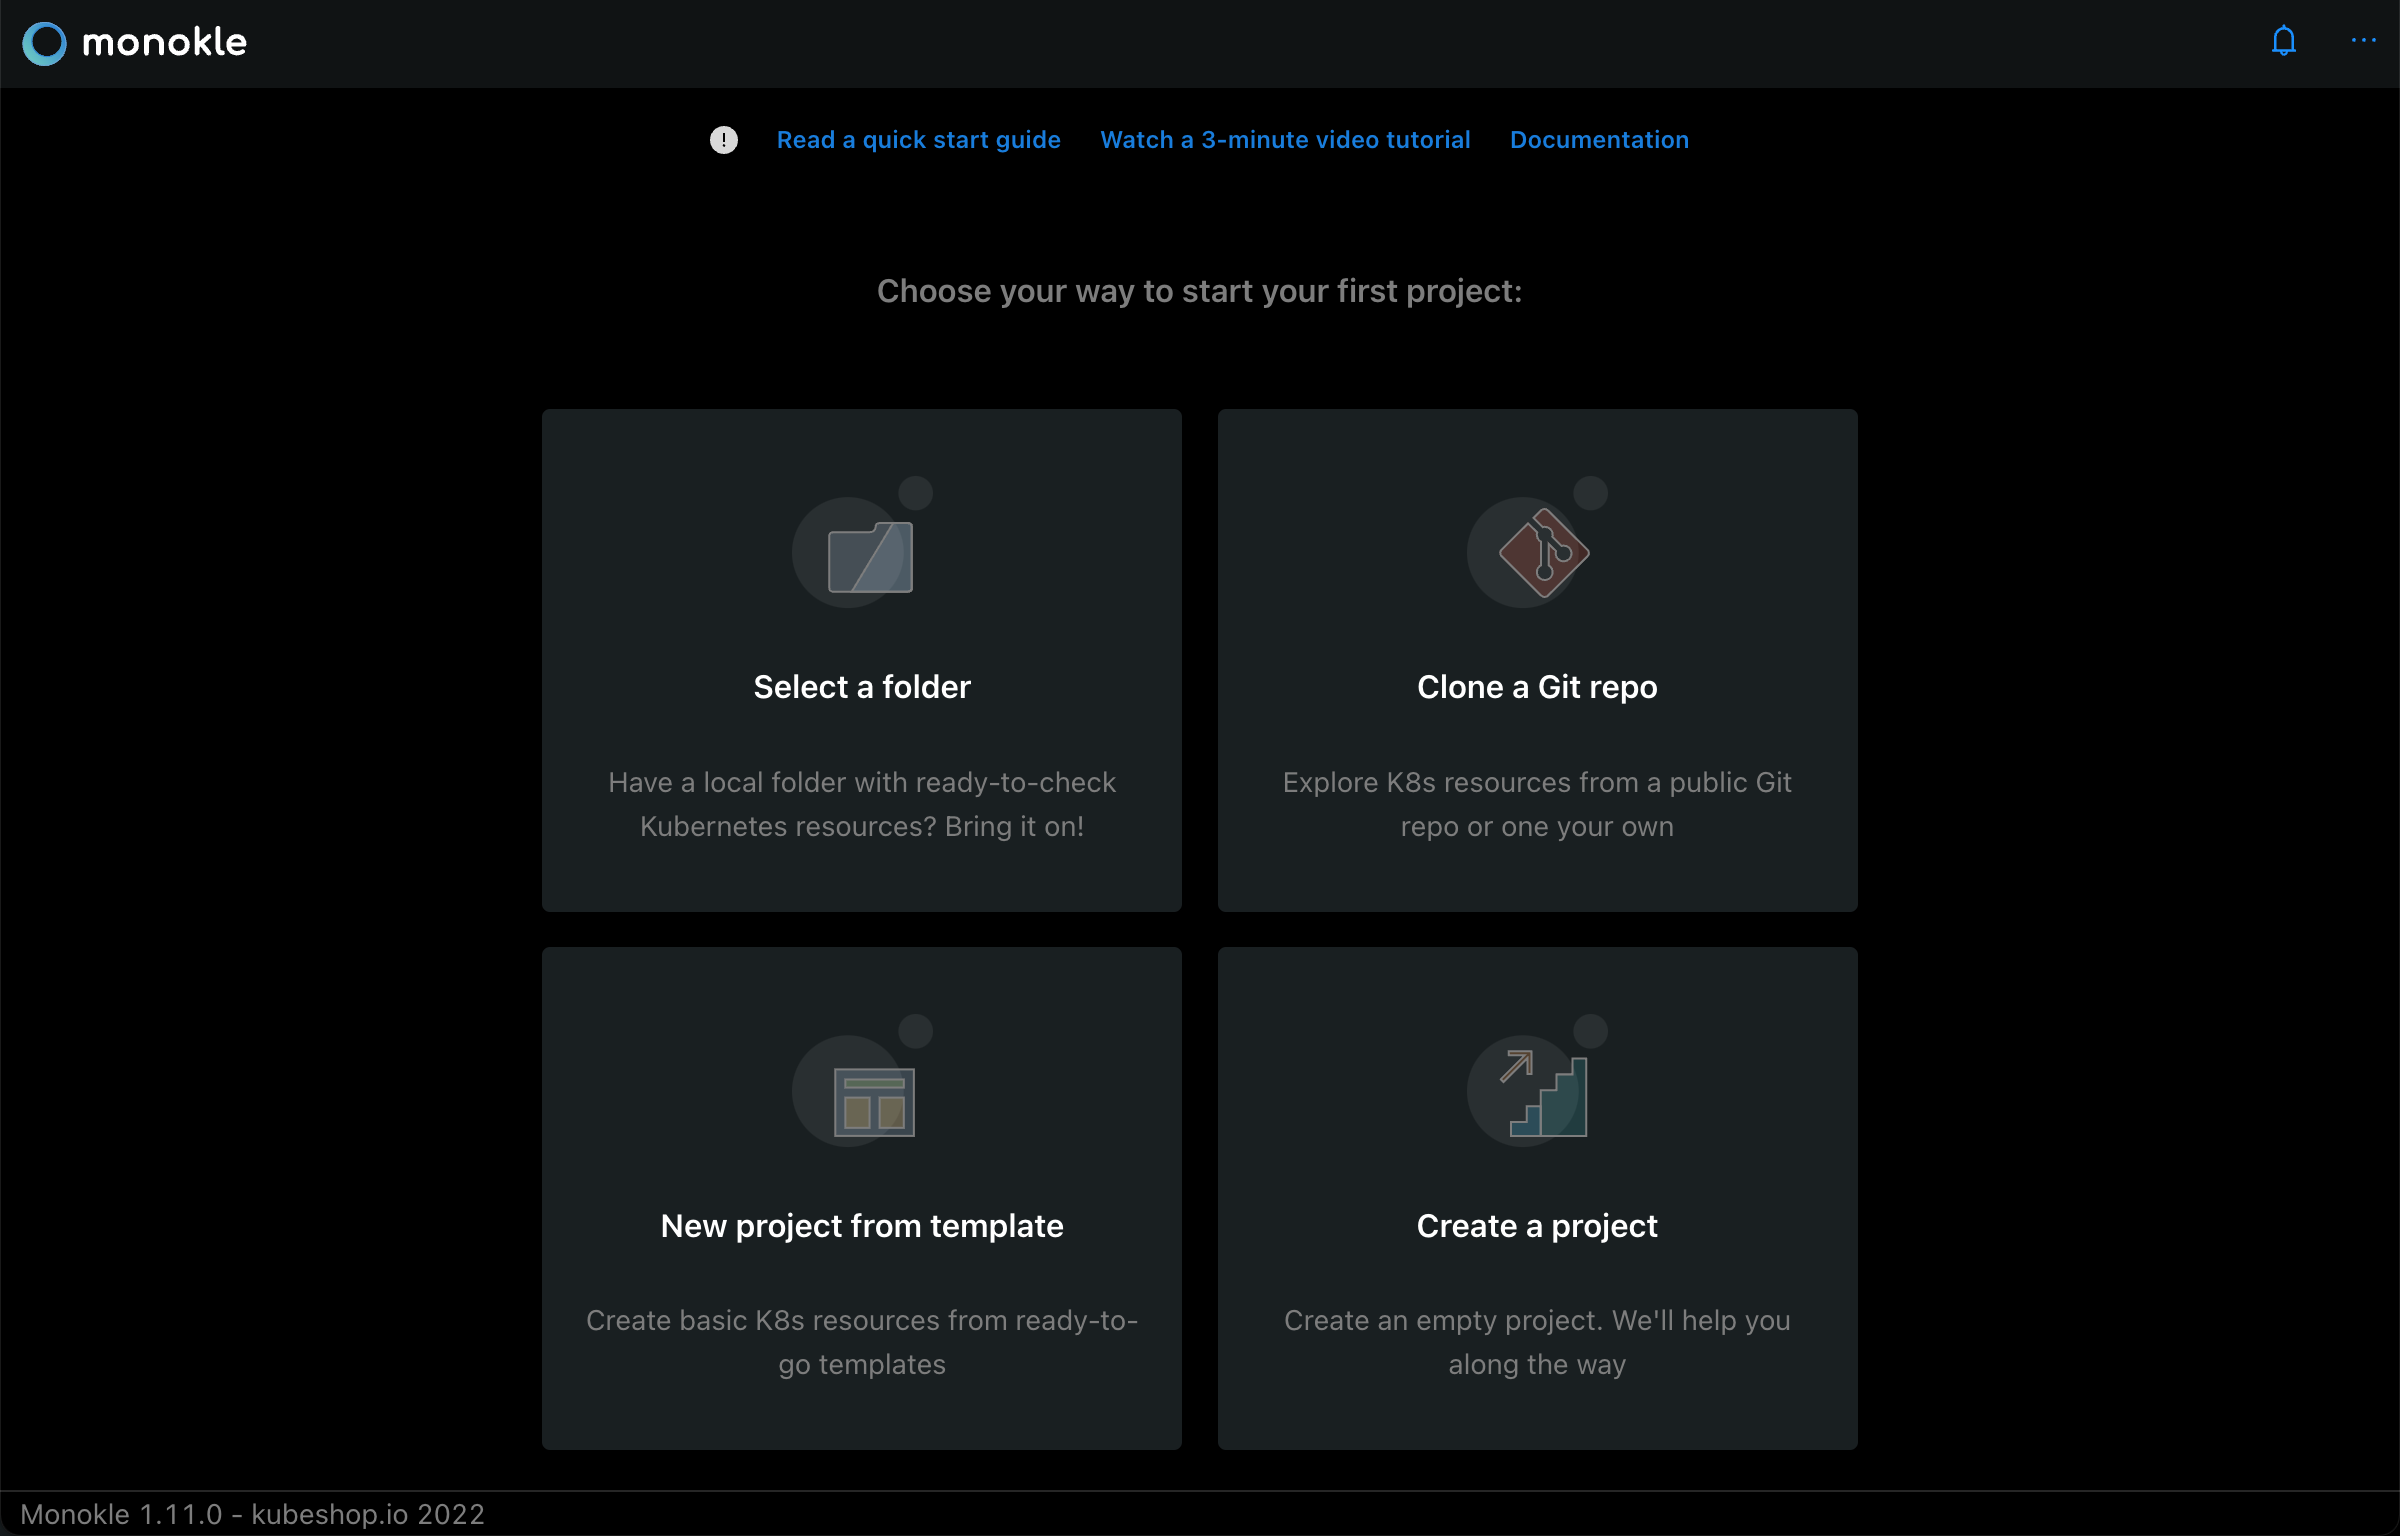 monokle
Read a quick start guide Watch a 3-minute video tutorial Documentation
Choose your way to start your first project:
Select a folder
Have a local folder with ready-to-check
Kubernetes resources? Bring it on!
Clone a Git repo
Explore K8s resources from a public Git
repo or one your own
New project from template
Create basic K8s resources from ready-to-
go templates
Create a project
Create an empty project. We'll help you
along the way
Monokle 1.11.0 - kubeshop.io 2022